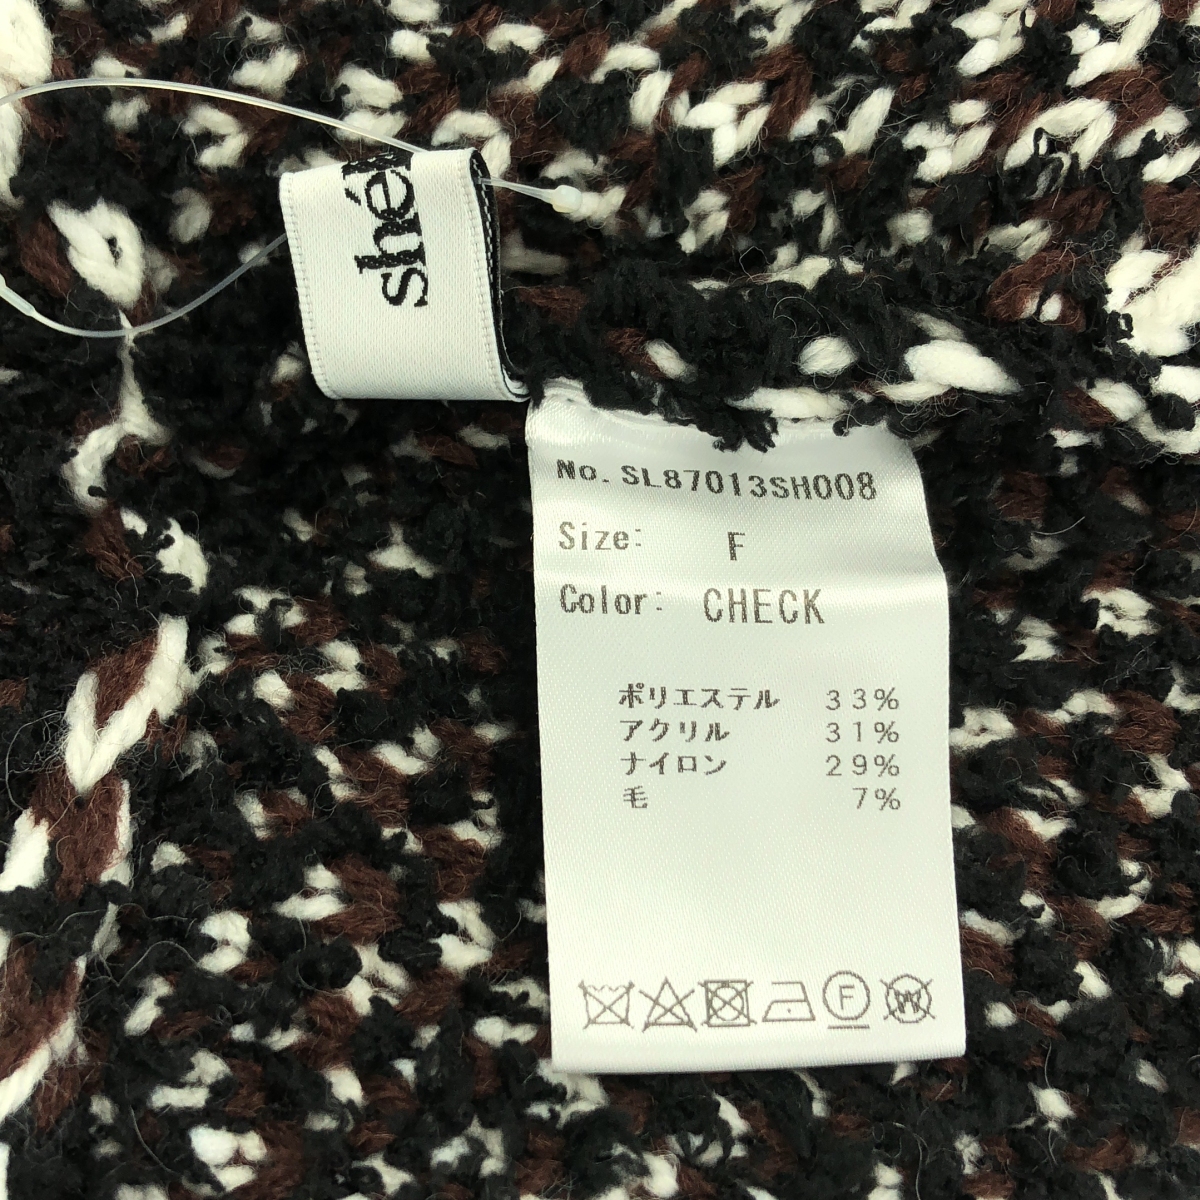 No. SL87013SH008
Size: F
Color: CHECK
ポリエステル 33%
アクリル 31%
ナイロン 29%
毛 7%
F
W